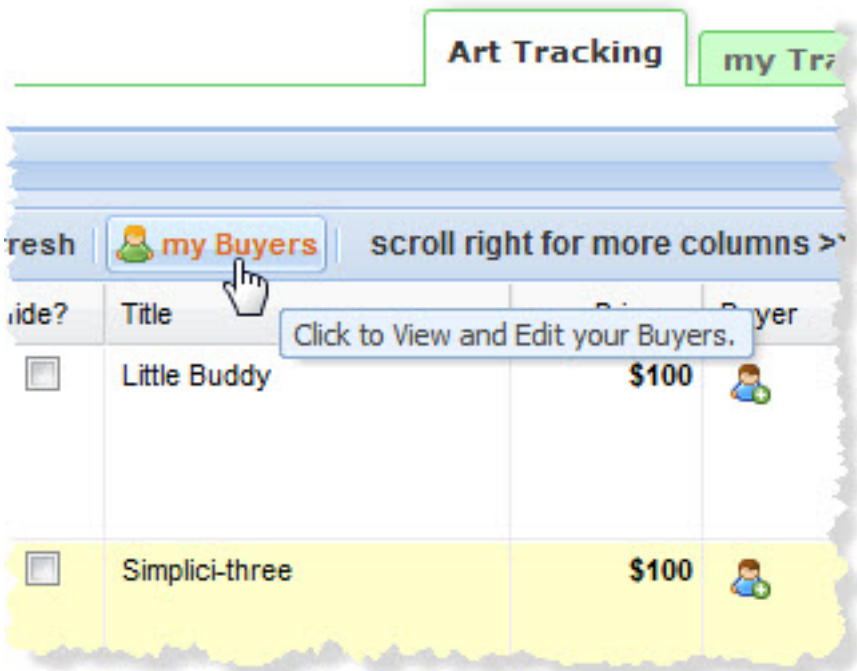 Art Tracking
my Tra
resh
my Buyers
scroll right for more columns >
ide?
Title
Click to View and Edit your Buyers.
Little Buddy
$100
Simplici-three
$100